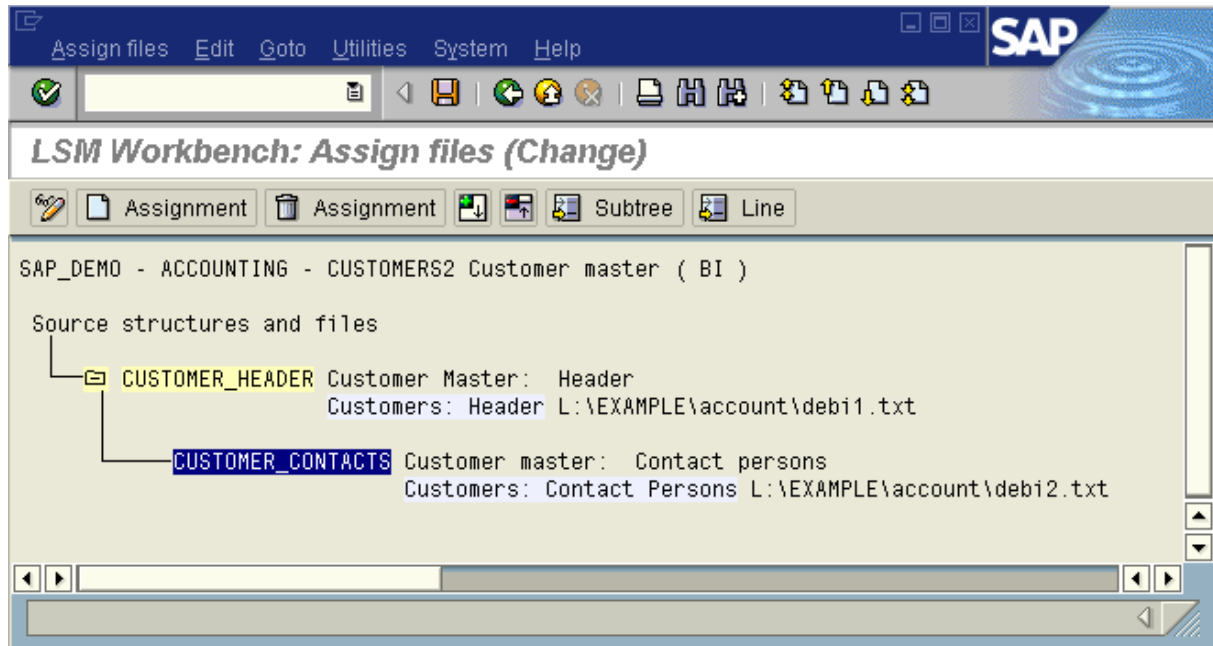 SAP
Assign files Edit Goto Utilities System Help
LSM Workbench: Assign files (Change)
Assignment Assignment Subtree Line
SAP_DEMO - ACCOUNTING - CUSTOMERS2 Customer master ( BI )
Source structures and files
CUSTOMER_HEADER Customer Master: Header
Customers: Header L:\EXAMPLE\account\debi1.txt
CUSTOMER_CONTACTS Customer master: Contact persons
Customers: Contact Persons L:\EXAMPLE\account\debi2.txt